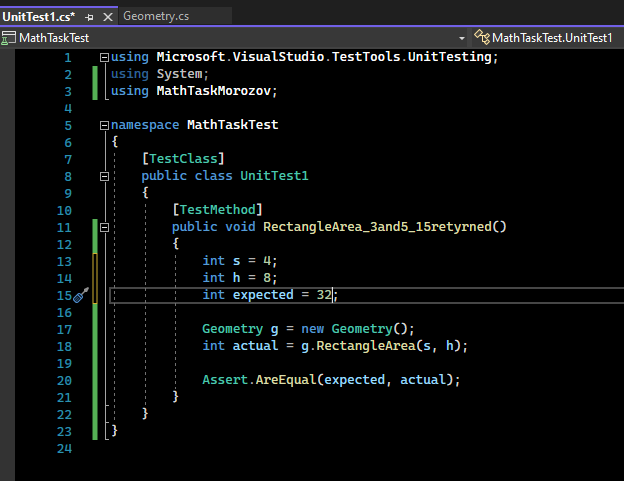 UnitTest1.cs* Geometry.cs
MathTaskTest MathTaskTest.UnitTest1
1 using Microsoft.VisualStudio.TestTools.UnitTesting;
2 using System;
3 using MathTaskMorozov;
4
5 namespace MathTaskTest
6 {
7 [TestClass]
8 public class UnitTest1
9 {
10 [TestMethod]
11 public void RectangleArea_3and5_15retyrned()
12 {
13 int s = 4;
14 int h = 8;
15 int expected = 32;
16
17 Geometry g = new Geometry();
18 int actual = g.RectangleArea(s, h);
19
20 Assert.AreEqual(expected, actual);
21 }
22 }
23 }
24